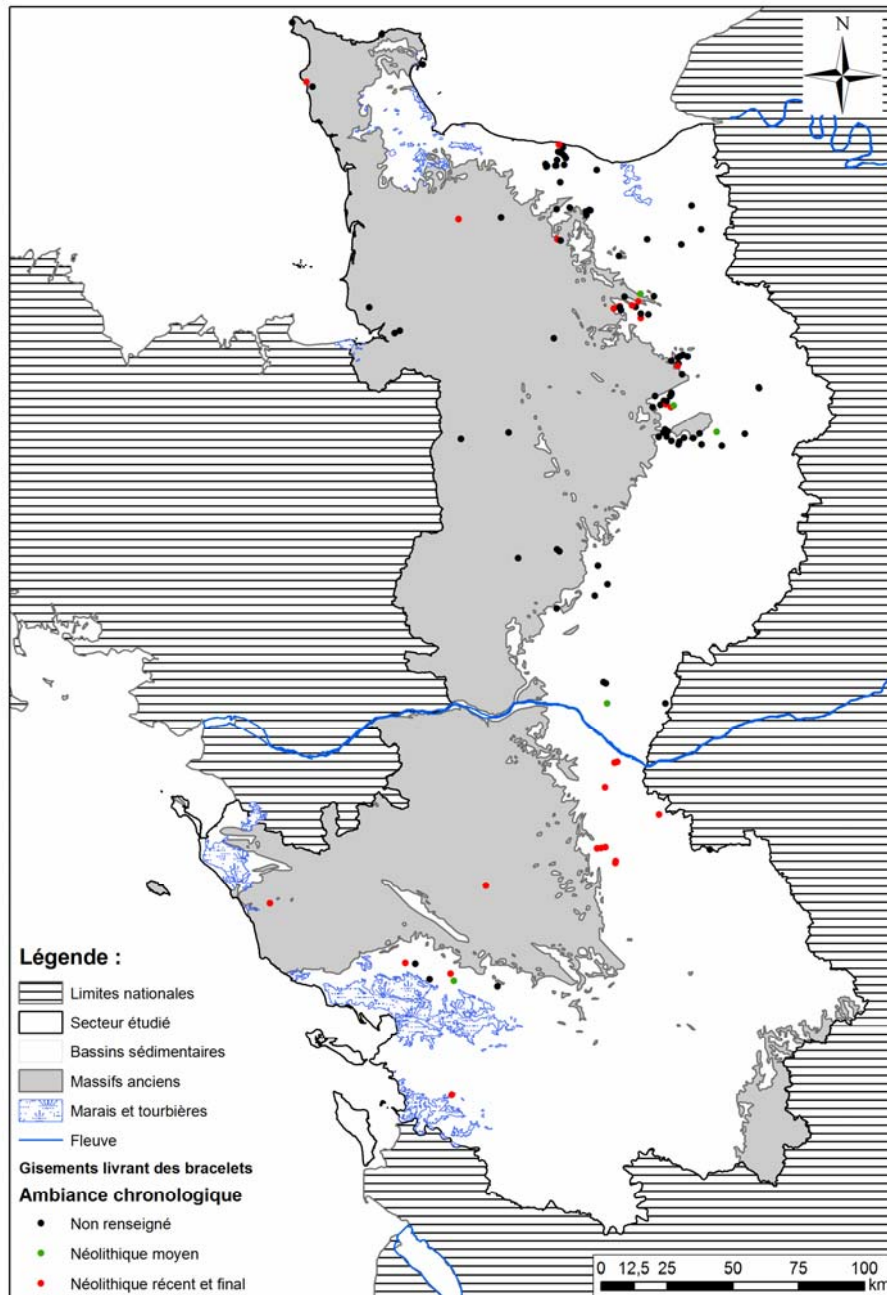 N
Légende :
Limites nationales
Secteur étudié
Bassins sédimentaires
Massifs anciens
Marais et tourbières
Fleuve
Gisements livrant des bracelets
Ambiance chronologique
Non renseigné
Néolithique moyen
Néolithique récent et final
0 12,5 25 50 75 100
km